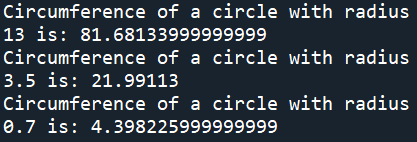 Circumference of a circle with radius
13 is: 81.68133999999999
Circumference of a circle with radius
3.5 is: 21.99113
Circumference of a circle with radius
0.7 is: 4.398225999999999